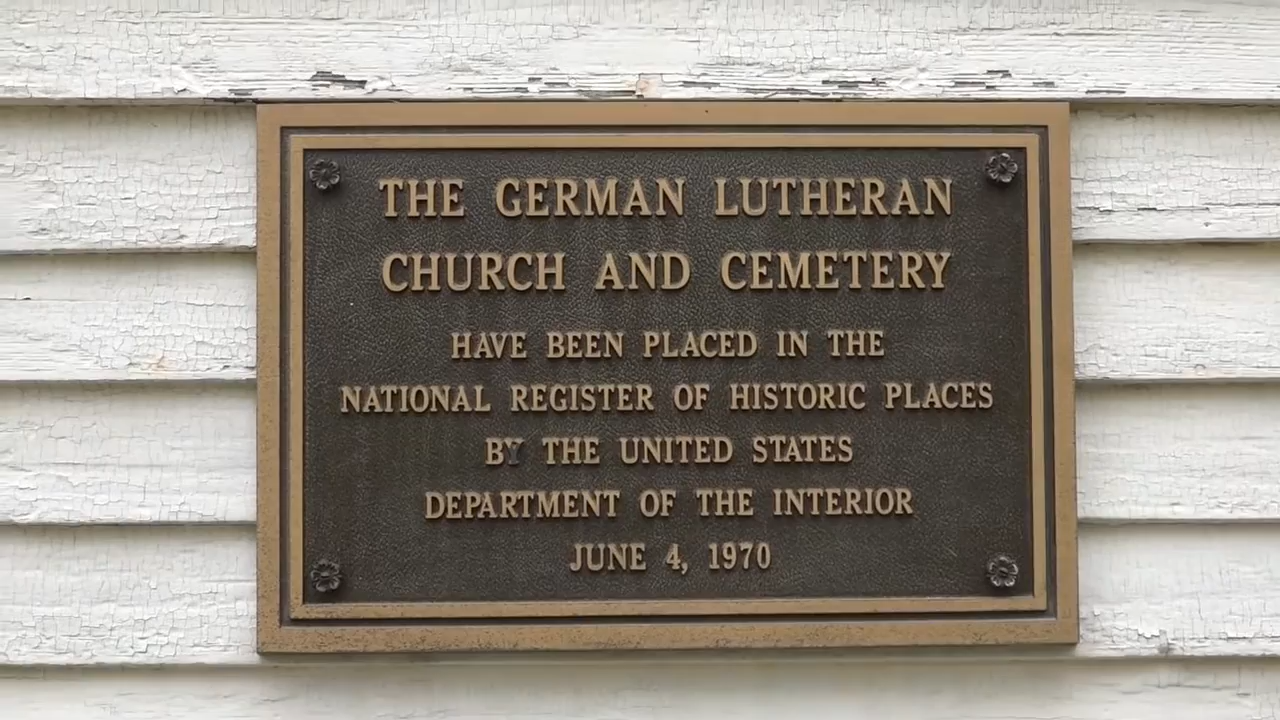 THE GERMAN LUTHERAN
CHURCH AND CEMETERY
HAVE BEEN PLACED IN THE
NATIONAL REGISTER OF HISTORIC PLACES
BY THE UNITED STATES
DEPARTMENT OF THE INTERIOR
JUNE 4, 1970